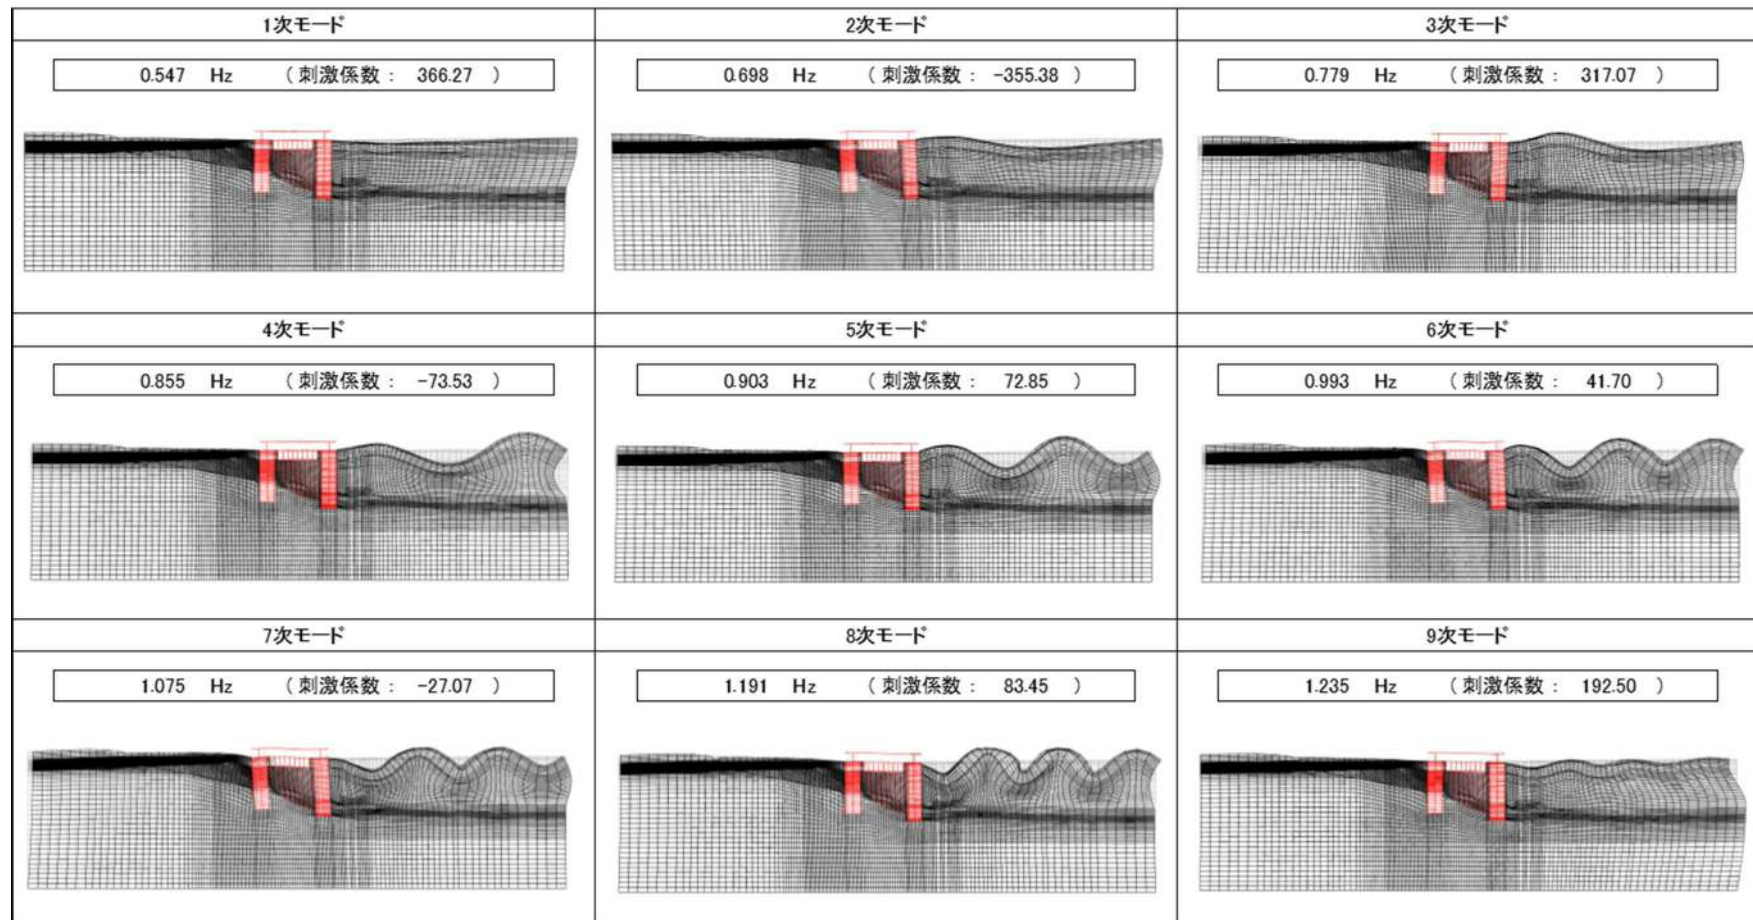 1次モード
2次モード
3次モード
0.547 Hz (刺激係数: 366.27)
0.698 Hz (刺激係数: -355.38)
0.779 Hz (刺激係数: 317.07)
4次モード
5次モード
6次モード
0.855 Hz (刺激係数: -73.53)
0.903 Hz (刺激係数: 72.85)
0.993 Hz (刺激係数: 41.70)
7次モード
8次モード
9次モード
1.075 Hz (刺激係数: -27.07)
1.191 Hz (刺激係数: 83.45)
1.235 Hz (刺激係数: 192.50)